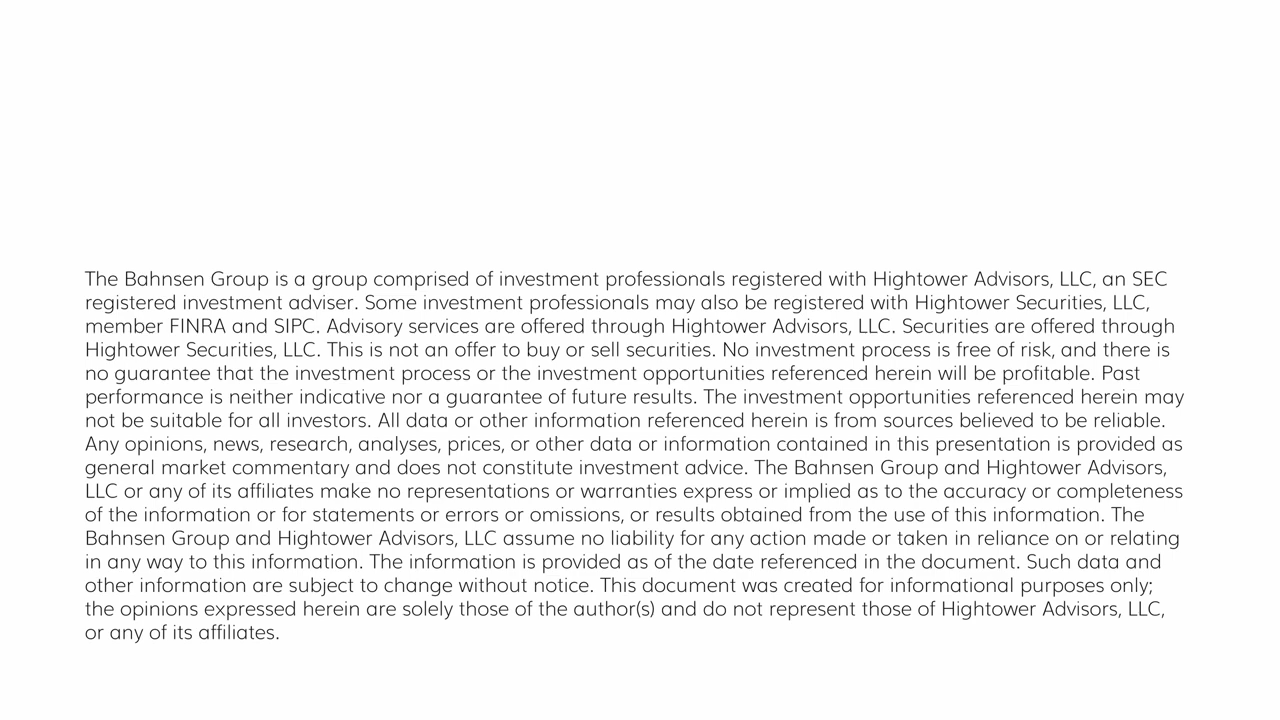 The Bahnsen Group is a group comprised of investment professionals registered with Hightower Advisors, LLC, an SEC
registered investment adviser. Some investment professionals may also be registered with Hightower Securities, LLC,
member FINRA and SIPC. Advisory services are offered through Hightower Advisors, LLC. Securities are offered through
Hightower Securities, LLC. This is not an offer to buy or sell securities. No investment process is free of risk, and there is
no guarantee that the investment process or the investment opportunities referenced herein will be profitable. Past
performance is neither indicative nor a guarantee of future results. The investment opportunities referenced herein may
not be suitable for all investors. All data or other information referenced herein is from sources believed to be reliable.
Any opinions, news, research, analyses, prices, or other data or information contained in this presentation is provided as
general market commentary and does not constitute investment advice. The Bahnsen Group and Hightower Advisors,
LLC or any of its affiliates make no representations or warranties express or implied as to the accuracy or completeness
of the information or for statements or errors or omissions, or results obtained from the use of this information. The
Bahnsen Group and Hightower Advisors, LLC assume no liability for any action made or taken in reliance on or relating
in any way to this information. The information is provided as of the date referenced in the document. Such data and
other information are subject to change without notice. This document was created for informational purposes only;
the opinions expressed herein are solely those of the author(s) and do not represent those of Hightower Advisors, LLC,
or any of its affiliates.